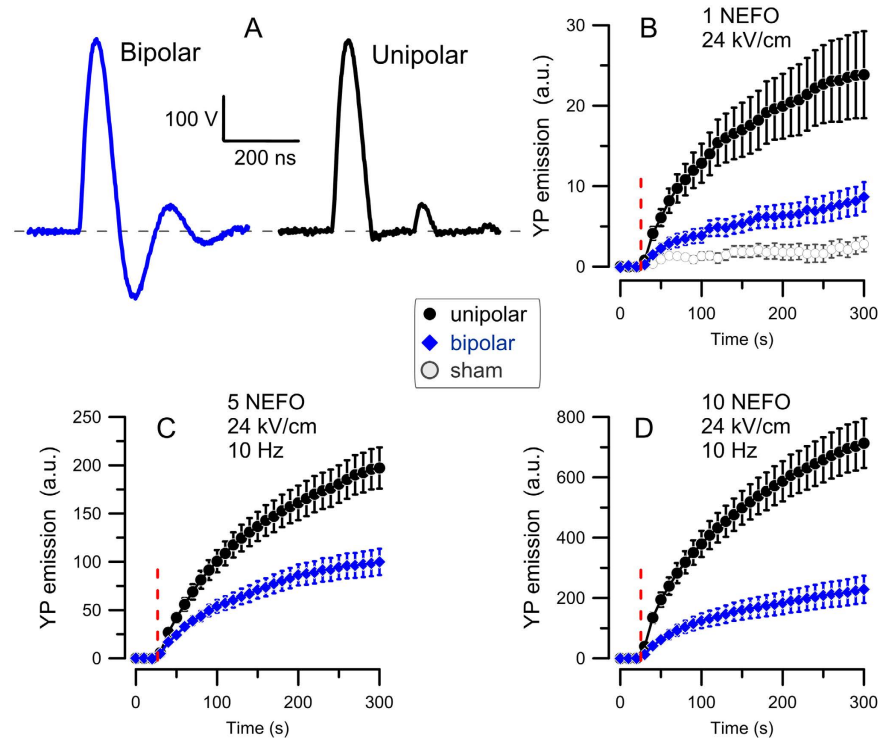 A
Bipolar
Unipolar
100 V
200 ns
B
1 NEFO
24 kV/cm
YP emission (a.u.)
30
20
10
0
0
100
200
300
Time (s)
unipolar
bipolar
sham
C
5 NEFO
24 kV/cm
10 Hz
YP emission (a.u.)
250
200
150
100
50
0
0
100
200
300
Time (s)
D
10 NEFO
24 kV/cm
10 Hz
YP emission (a.u.)
800
600
400
200
0
0
100
200
300
Time (s)